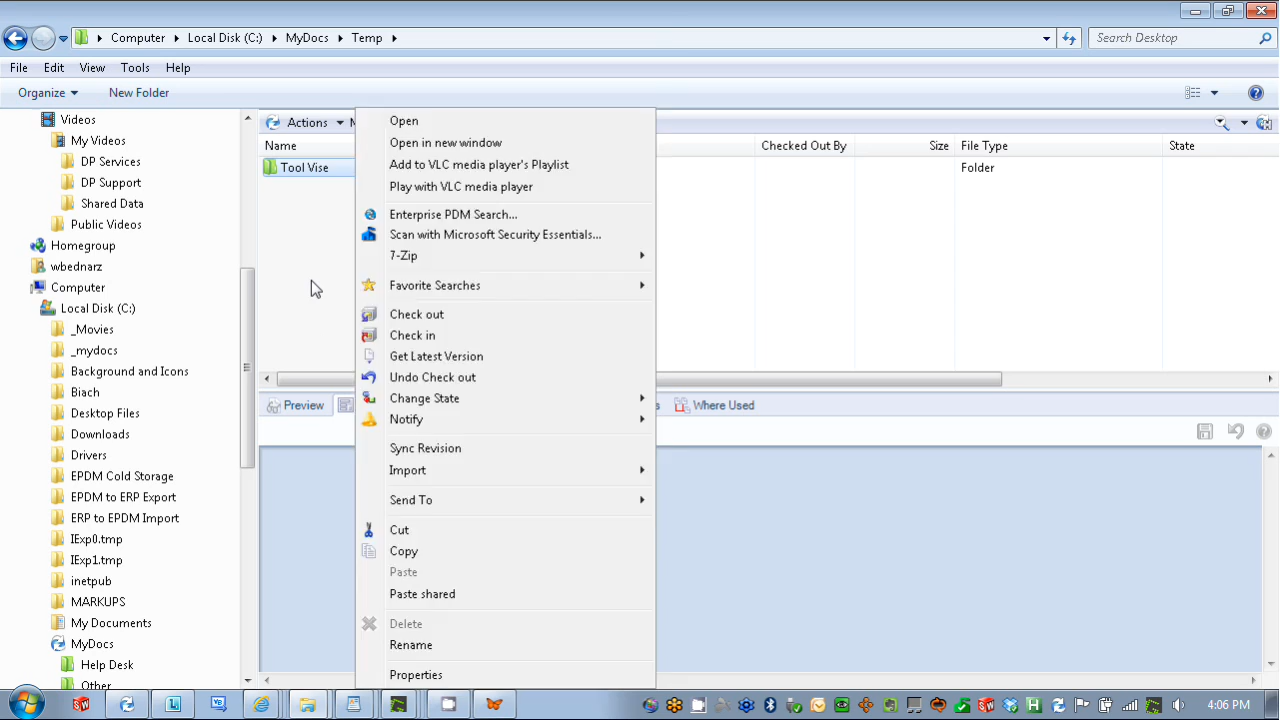 Computer Local Disk (C:) MyDocs Temp Search Desktop
File Edit View Tools Help
Organize New Folder
Videos
My Videos
DP Services
DP Support
Shared Data
Public Videos
Homegroup
wbednarz
Computer
Local Disk (C:)
_Movies
_mydocs
Background and Icons
Biach
Desktop Files
Downloads
Drivers
EPDM Cold Storage
EPDM to ERP Export
ERP to EPDM Import
IExp0.tmp
IExp1.tmp
inetpub
MARKUPS
My Documents
MyDocs
Help Desk
Other
Actions
Name Checked Out By Size File Type State
Tool Vise Folder
Open
Open in new window
Add to VLC media player's Playlist
Play with VLC media player
Enterprise PDM Search...
Scan with Microsoft Security Essentials...
7-Zip
Favorite Searches
Check out
Check in
Get Latest Version
Undo Check out
Change State
Notify
Sync Revision
Import
Send To
Cut
Copy
Paste
Paste shared
Delete
Rename
Properties
Preview Where Used
4:06 PM